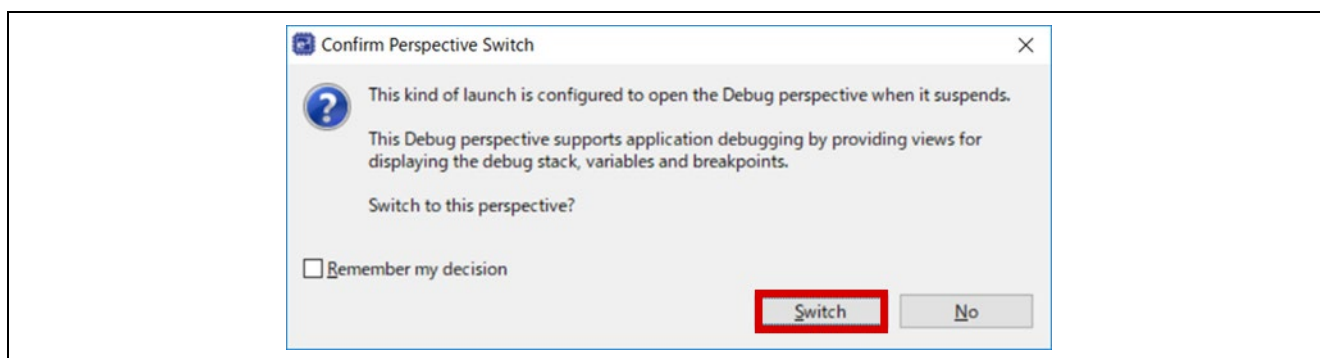 Confirm Perspective Switch
This kind of launch is configured to open the Debug perspective when it suspends.
This Debug perspective supports application debugging by providing views for
displaying the debug stack, variables and breakpoints.
Switch to this perspective?
Remember my decision
Switch No